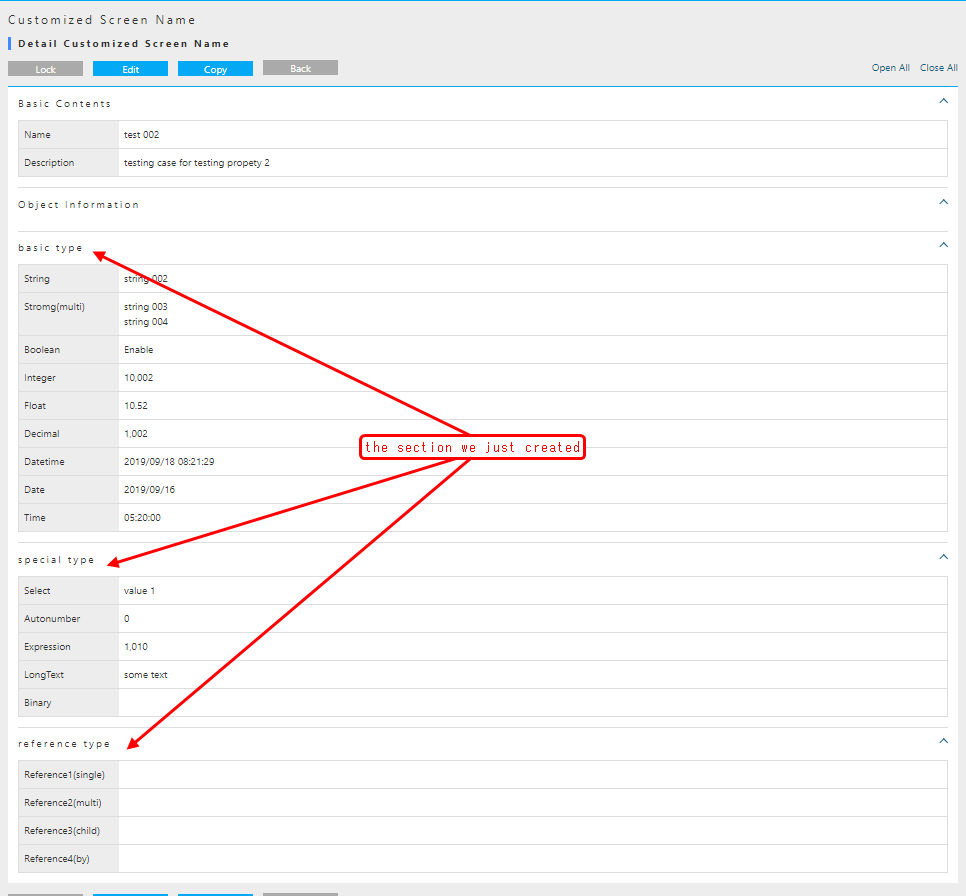 Customized Screen Name
Detail Customized Screen Name
Lock Edit Copy Back Open All Close All
Basic Contents
Name test 002
Description testing case for testing propety 2
Object Information
basic type
String string 002
Stromg(multi) string 003
string 004
Boolean Enable
Integer 10,002
Float 10.52
Decimal 1,002
the section we just created
Datetime 2019/09/18 08:21:29
Date 2019/09/16
Time 05:20:00
special type
Select value 1
Autonumber 0
Expression 1,010
LongText some text
Binary
reference type
Reference1(single)
Reference2(multi)
Reference3(child)
Reference4(by)